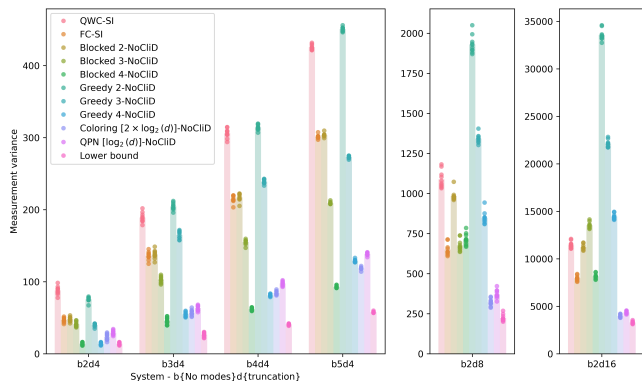 QWC-SI
FC-SI
Blocked 2-NoCliD
Blocked 3-NoCliD
Blocked 4-NoCliD
Greedy 2-NoCliD
Greedy 3-NoCliD
Greedy 4-NoCliD
Coloring [2 × log₂ (d)]-NoCliD
QPN [log₂(d)]-NoCliD
Lower bound
Measurement variance
400
300
200
100
0
b2d4
b3d4
b4d4
b5d4
System - b{No modes}d{truncation}
2000
1750
1500
1250
1000
750
500
250
0
b2d8
35000
30000
25000
20000
15000
10000
5000
0
b2d16